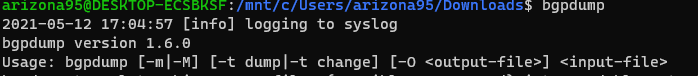 arizona95@DESKTOP-ECSBKSF:/mnt/c/Users/arizona95/Downloads$ bgpdump
2021-05-12 17:04:57 [info] logging to syslog
bgpdump version 1.6.0
Usage: bgpdump [-m|-M] [-t dump|-t change] [-O <output-file>] <input-file>